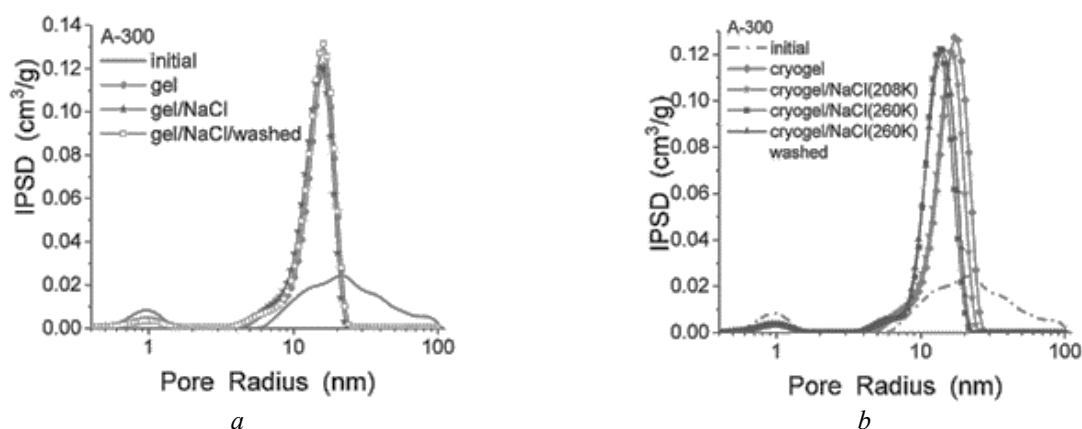 0.14
0.12
0.10
0.08
0.06
0.04
0.02
0.00
IPSD (cm³/g)
A-300
initial
gel
gel/NaCl
gel/NaCl/washed
1
10
100
Pore Radius (nm)
a
0.12
0.10
0.08
0.06
0.04
0.02
0.00
IPSD (cm³/g)
A-300
initial
cryogel
cryogel/NaCl(208K)
cryogel/NaCl(260K)
cryogel/NaCl(260K)
washed
1
10
100
Pore Radius (nm)
b